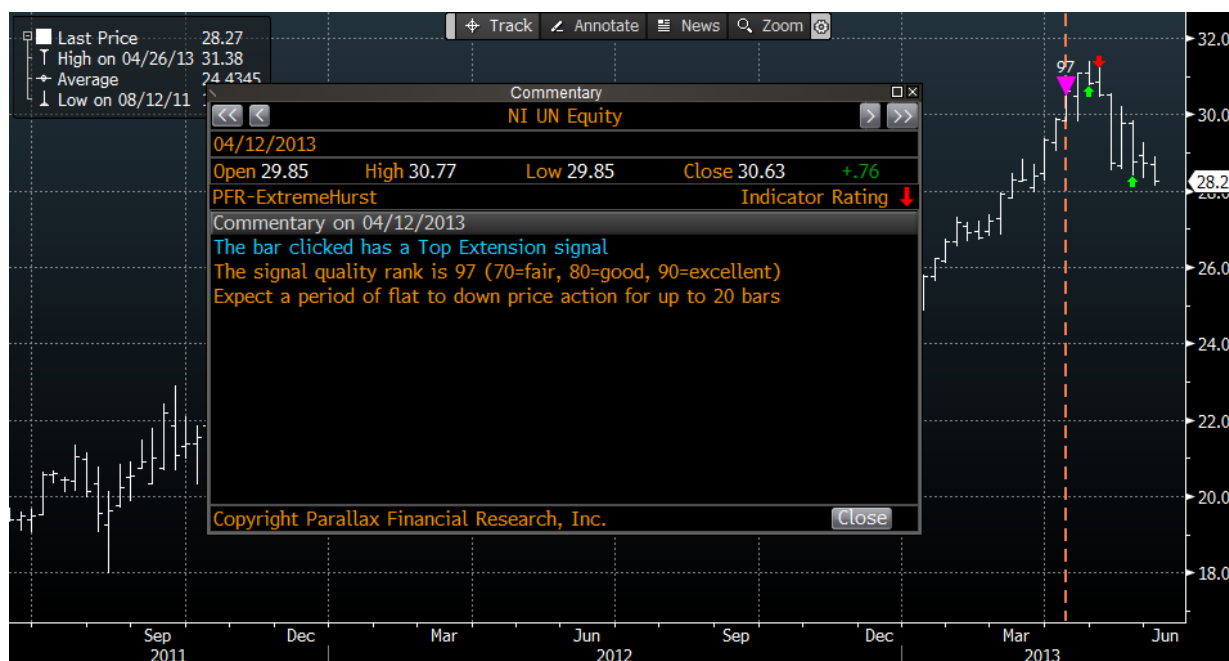 Track Annotate News Zoom
Last Price 28.27
High on 04/26/13 31.38
Average 24.4345
Low on 08/12/11
Commentary
<< < NI UN Equity > >>
04/12/2013
Open 29.85 High 30.77 Low 29.85 Close 30.63 +.76
PFR-ExtremeHurst Indicator Rating
Commentary on 04/12/2013
The bar clicked has a Top Extension signal
The signal quality rank is 97 (70=fair, 80=good, 90=excellent)
Expect a period of flat to down price action for up to 20 bars
Copyright Parallax Financial Research, Inc. Close
97
32.0
30.0
28.2
28.0
26.0
24.0
22.0
20.0
18.0
Sep Dec Mar Jun Sep Dec Mar Jun
2011 2012 2013